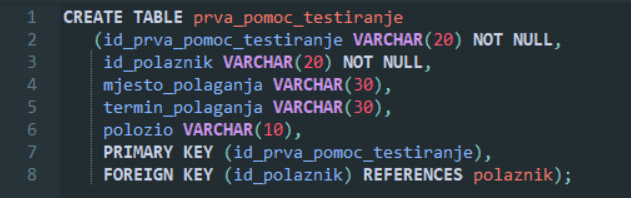 1 CREATE TABLE prva_pomoc_testiranje
2 (id_prva_pomoc_testiranje VARCHAR(20) NOT NULL,
3 id_polaznik VARCHAR(20) NOT NULL,
4 mjesto_polaganja VARCHAR(30),
5 termin_polaganja VARCHAR(30),
6 polozio VARCHAR(10),
7 PRIMARY KEY (id_prva_pomoc_testiranje),
8 FOREIGN KEY (id_polaznik) REFERENCES polaznik);